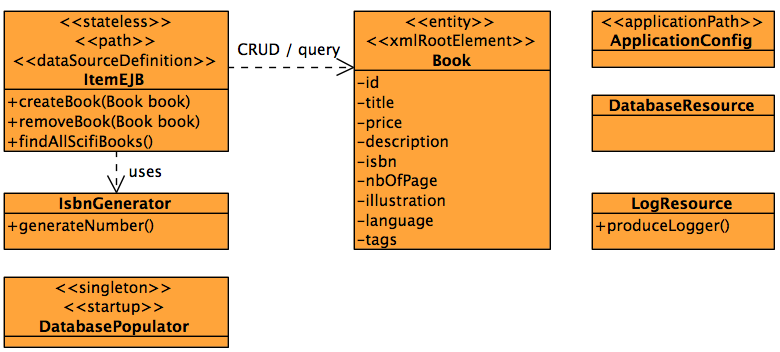 <<stateless>>
<<path>>
<<dataSourceDefinition>>
ItemEJB
+createBook(Book book)
+removeBook(Book book)
+findAllScifiBooks()
CRUD / query
<<entity>>
<<xmlRootElement>>
Book
-id
-title
-price
-description
-isbn
-nbOfPage
-illustration
-language
-tags
<<applicationPath>>
ApplicationConfig
DatabaseResource
uses
IsbnGenerator
+generateNumber()
LogResource
+produceLogger()
<<singleton>>
<<startup>>
DatabasePopulator